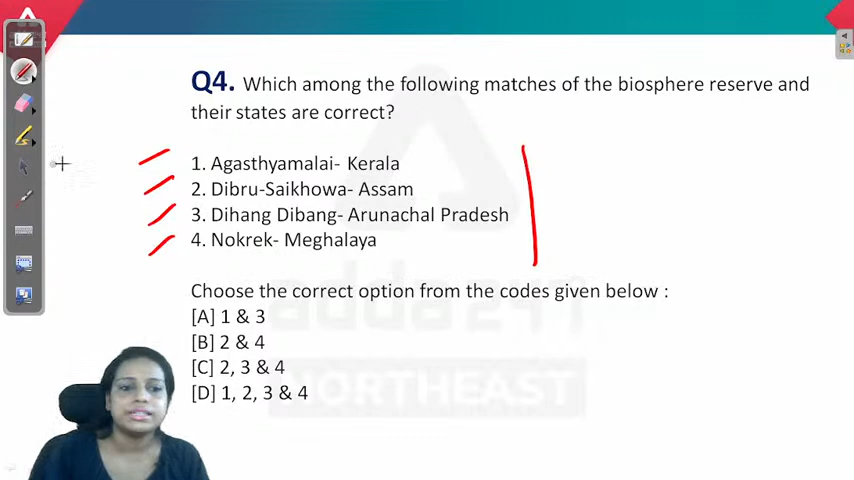 Q4. Which among the following matches of the biosphere reserve and
their states are correct?
1. Agasthyamalai- Kerala
2. Dibru-Saikhowa- Assam
3. Dihang Dibang- Arunachal Pradesh
4. Nokrek- Meghalaya
Choose the correct option from the codes given below :
[A] 1 & 3
[B] 2 & 4
[C] 2, 3 & 4
[D] 1, 2, 3 & 4
adda247
NORTHEAST